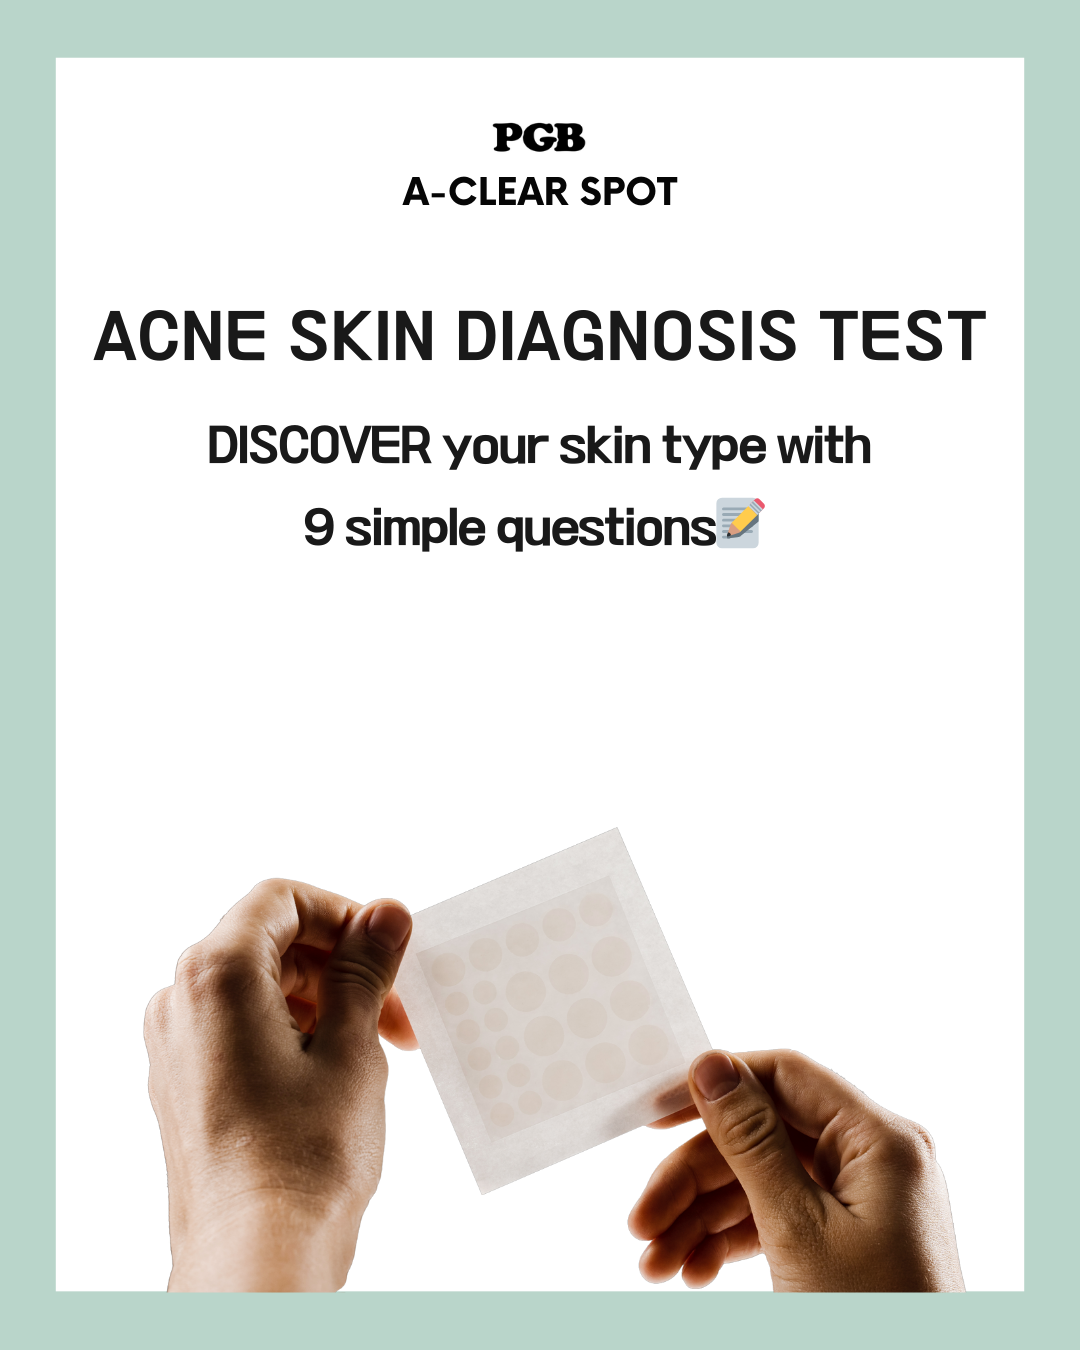 PGB
A-CLEAR SPOT
ACNE SKIN DIAGNOSIS TEST
DISCOVER your skin type with
9 simple questions📝